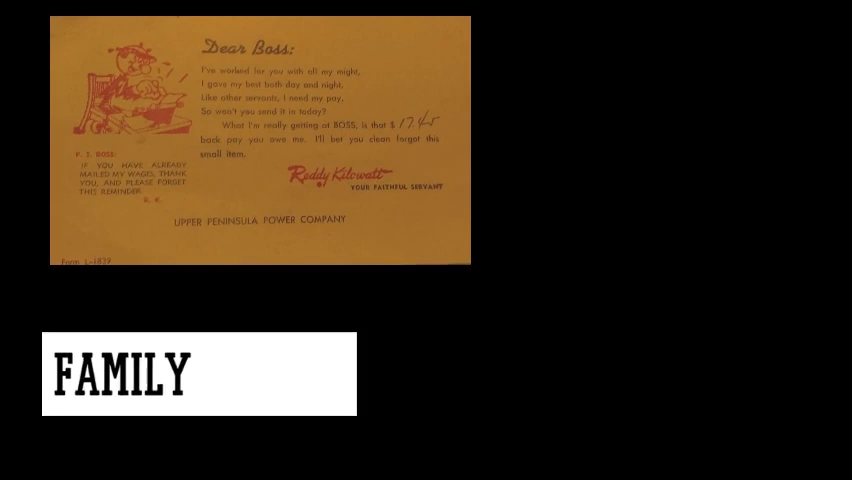 Dear Boss:
I've worked for you with all my might,
I gave my best both day and night,
Like other servants, I need my pay,
So won't you send it in today?
What I'm really getting at BOSS, is that $ 17.45
back pay you owe me. I'll bet you clean forgot this
small item.
Reddy Kilowatt
YOUR FAITHFUL SERVANT
P. S. BOSS:
IF YOU HAVE ALREADY
MAILED MY WAGES, THANK
YOU, AND PLEASE FORGET
THIS REMINDER
R. K.
UPPER PENINSULA POWER COMPANY
Form L-1829
FAMILY